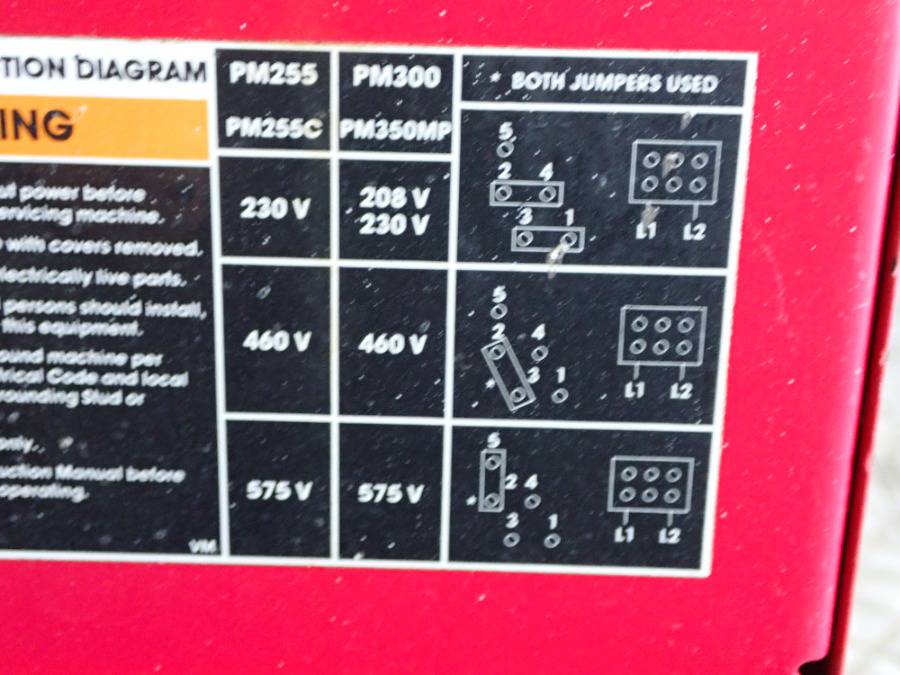 TION DIAGRAM
ING
ut power before
ervicing machine.
with covers removed.
lectrically live parts.
persons should install,
this equipment.
ound machine per
trical Code and local
rounding Stud or
only.
uction Manual before
operating.
VM
PM255 PM300
PM255C PM350MP
* BOTH JUMPERS USED
230 V
208 V
230 V
5
2 4
3 1
L1 L2
460 V 460 V
5
2 4
* 3 1
L1 L2
575 V 575 V
5
* 2 4
3 1
L1 L2